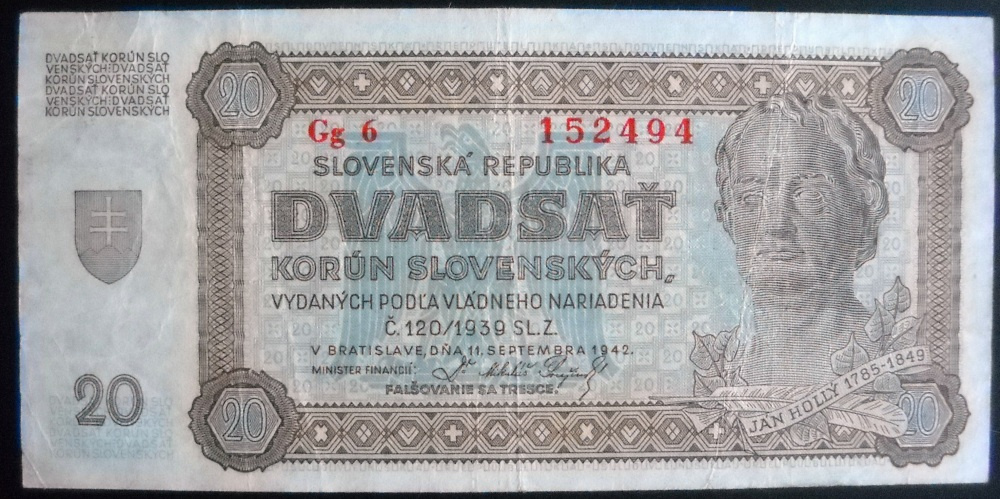 DVADSAŤ KORÚN SLO
VENSKÝCH·DVADSAŤ
KORÚN SLOVENSKÝCH
DVADSAŤ KORÚN SLO
VENSKÝCH·DVADSAŤ
KORÚN SLOVENSKÝCH
20
20
Gg 6 152494
SLOVENSKÁ REPUBLIKA
DVADSAŤ
KORÚN SLOVENSKÝCH,
VYDANÝCH PODĽA VLÁDNEHO NARIADENIA
Č. 120/1939 SL. Z.
V BRATISLAVE, DŇA 11. SEPTEMBRA 1942.
MINISTER FINANCIÍ:
FALŠOVANIE SA TRESCE.
JÁN HOLLÝ 1785-1849
20
20
20